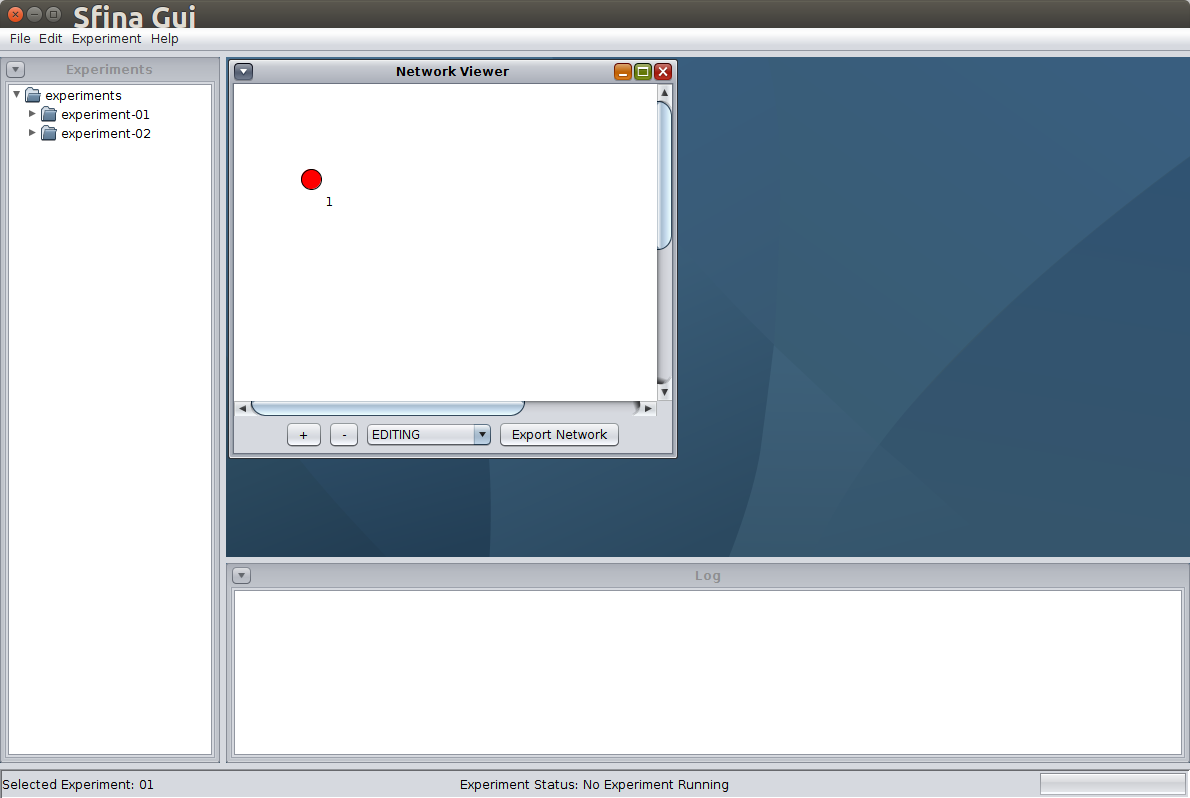 Sfina Gui
File Edit Experiment Help
Experiments
experiments
experiment-01
experiment-02
Network Viewer
1
+ - EDITING Export Network
Log
Selected Experiment: 01 Experiment Status: No Experiment Running